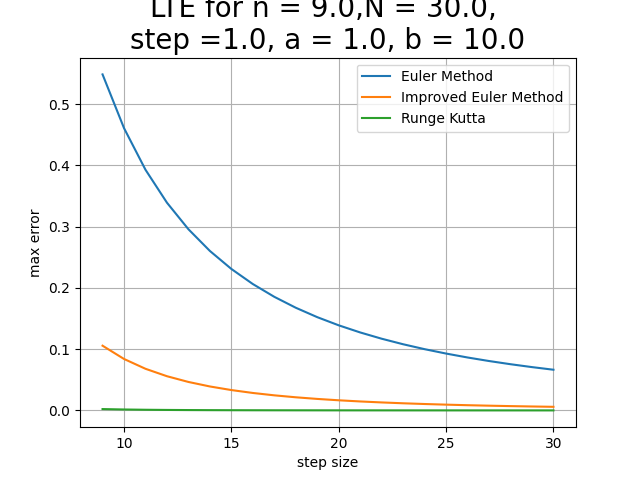 LTE for n = 9.0,N = 30.0,
step =1.0, a = 1.0, b = 10.0
Euler Method
Improved Euler Method
Runge Kutta
max error
0.5
0.4
0.3
0.2
0.1
0.0
10 15 20 25 30
step size